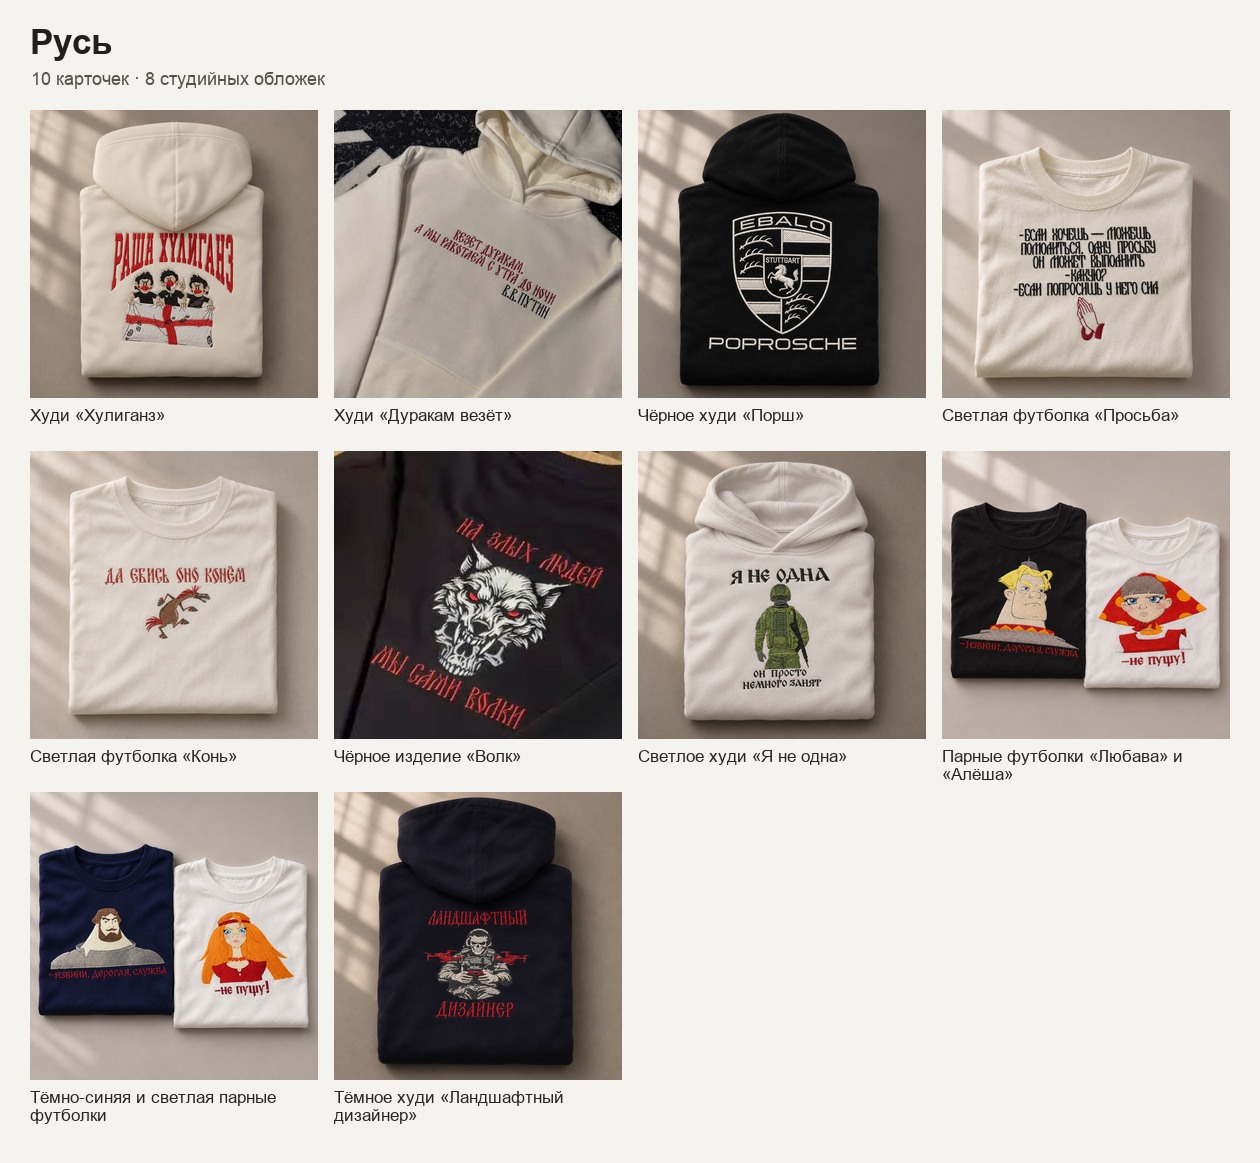 Русь
10 карточек · 8 студийных обложек
РАША ХУЛИГАНЗ
ВЕЗЁТ ДУРАКАМ,
А МЫ РАБОТАЕМ С УТРА ДО НОЧИ
В.В.ПУТИН
EBALO
STUTTGART
POPROSCHE
-ЕСЛИ ХОЧЕШЬ — МОЖЕШЬ
ПОМОЛИТЬСЯ. ОДНУ ПРОСЬБУ
ОН МОЖЕТ ВЫПОЛНИТЬ
-КАКУЮ?
-ЕСЛИ ПОПРОСИШЬ У НЕГО СИЛ
Худи «Хулиганз»
Худи «Дуракам везёт»
Чёрное худи «Порш»
Светлая футболка «Просьба»
ДА ЕБИСЬ ОНО КОНЁМ
НА ЗЛЫХ ЛЮДЕЙ
МЫ САМИ ВОЛКИ
Я НЕ ОДНА
ОН ПРОСТО
НЕМНОГО ЗАНЯТ
-ИЗВИНИ, ДОРОГАЯ, СЛУЖБА
-НЕ ПУЩУ!
Светлая футболка «Конь»
Чёрное изделие «Волк»
Светлое худи «Я не одна»
Парные футболки «Любава» и
«Алёша»
-ИЗВИНИ, ДОРОГАЯ, СЛУЖБА
-НЕ ПУЩУ!
ЛАНДШАФТНЫЙ
ДИЗАЙНЕР
Тёмно-синяя и светлая парные
футболки
Тёмное худи «Ландшафтный
дизайнер»